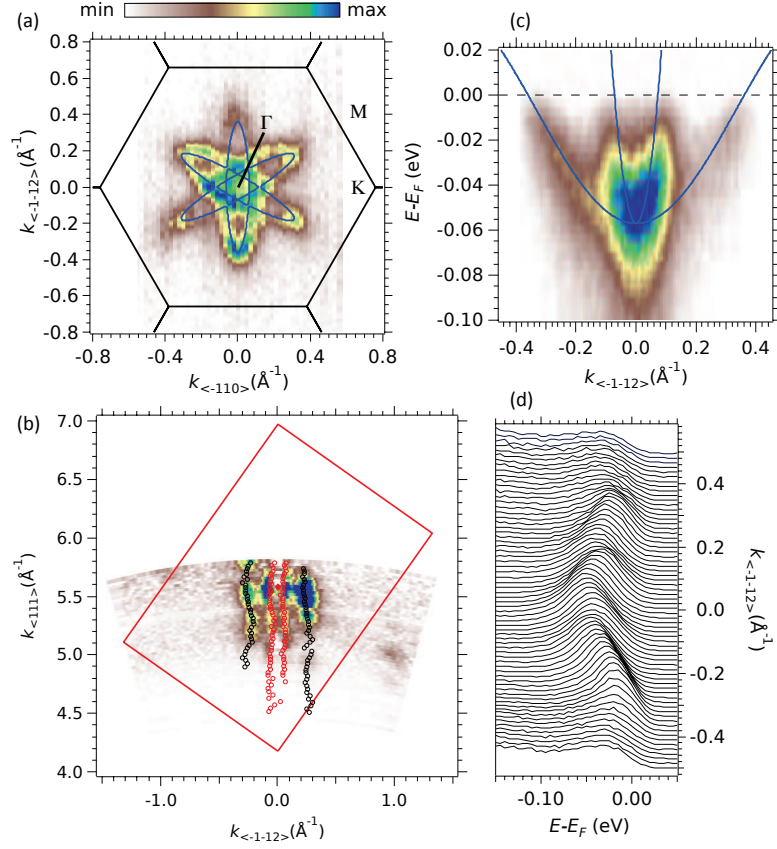 min max
(a)
0.8
0.6
0.4
0.2
0.0
-0.2
-0.4
-0.6
-0.8
k<-1-12>(Å-1)
Γ
M
K
-0.8 -0.4 0.0 0.4 0.8
k<-110>(Å-1)
(c)
0.02
0.00
-0.02
-0.04
-0.06
-0.08
-0.10
E-EF (eV)
-0.4 -0.2 0.0 0.2 0.4
k<-1-12>(Å-1)
(b)
7.0
6.5
6.0
5.5
5.0
4.5
4.0
k<111>(Å-1)
-1.0 0.0 1.0
k<-1-12>(Å-1)
(d)
0.4
0.2
0.0
-0.2
-0.4
k<-1-12>(Å-1)
-0.10 0.00
E-EF (eV)